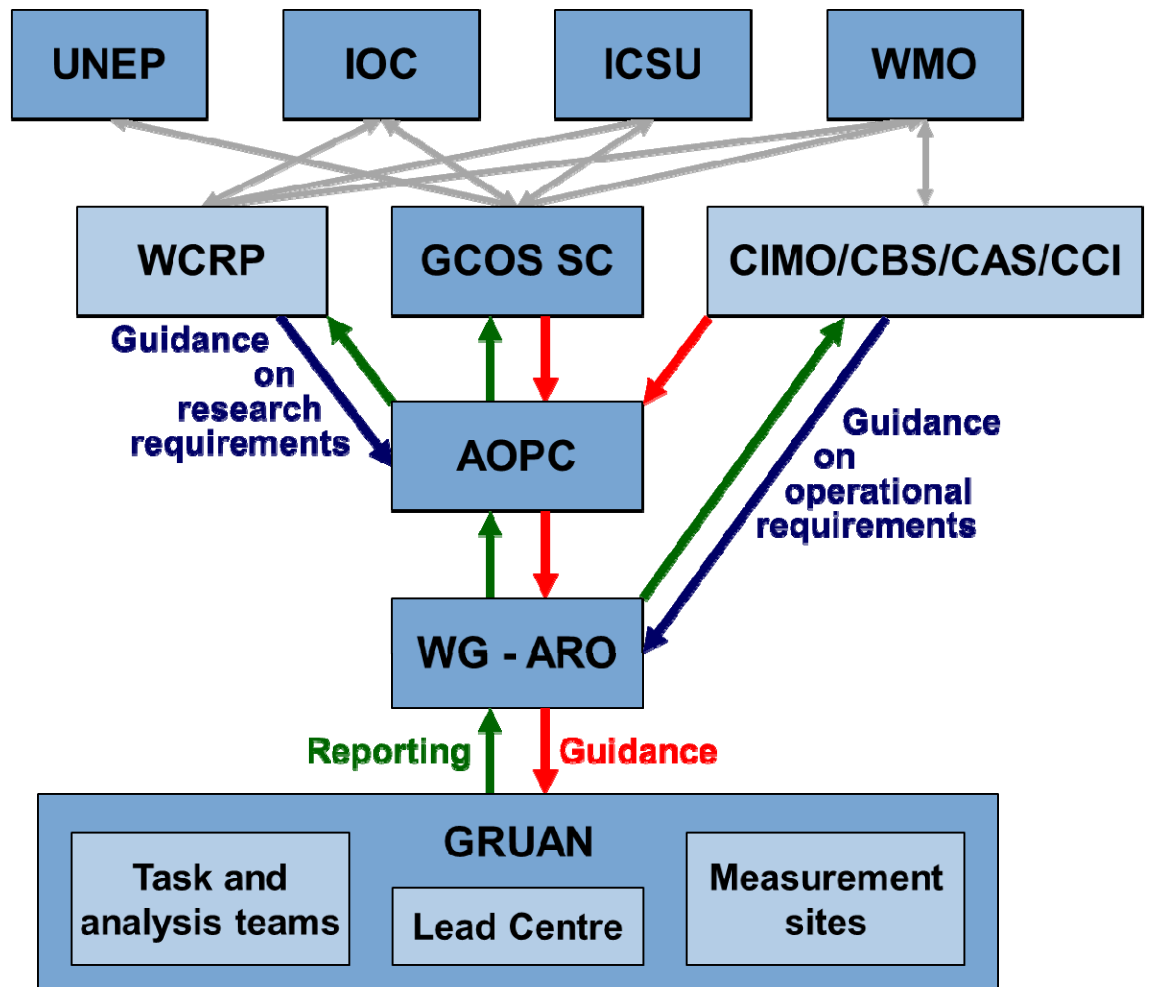 UNEP
IOC
ICSU
WMO
WCRP
GCOS SC
CIMO/CBS/CAS/CCI
Guidance
on
research
requirements
AOPC
Guidance
on
operational
requirements
WG - ARO
Reporting
Guidance
GRUAN
Task and
analysis teams
Lead Centre
Measurement
sites